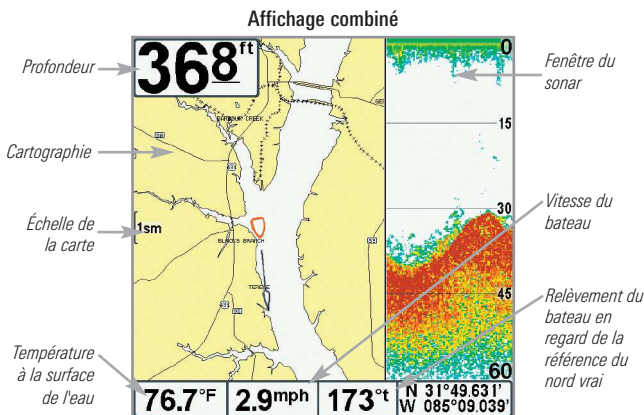 Affichage combiné
Profondeur
Cartographie
Échelle de
la carte
Température
à la surface
de l'eau
36 8 ft
BLACKS BRANCH
1sm
76.7°F
2.9mph
173°t
N 31°49.631'
W 085°09.039'
0
15
30
45
60
Fenêtre du
sonar
Vitesse du
bateau
Relèvement du
bateau en
regard de la
référence du
nord vrai